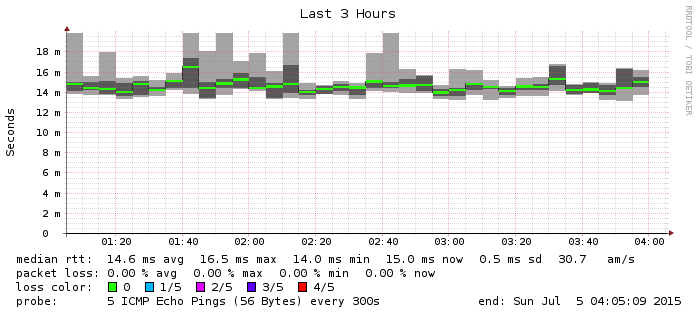 Last 3 Hours
RRDTOOL / TOBI OETIKER
Seconds
18 m
16 m
14 m
12 m
10 m
8 m
6 m
4 m
2 m
0
01:20 01:40 02:00 02:20 02:40 03:00 03:20 03:40 04:00
median rtt: 14.6 ms avg 16.5 ms max 14.0 ms min 15.0 ms now 0.5 ms sd 30.7 am/s
packet loss: 0.00 % avg 0.00 % max 0.00 % min 0.00 % now
loss color: 0 1/5 2/5 3/5 4/5
probe: 5 ICMP Echo Pings (56 Bytes) every 300s end: Sun Jul 5 04:05:09 2015